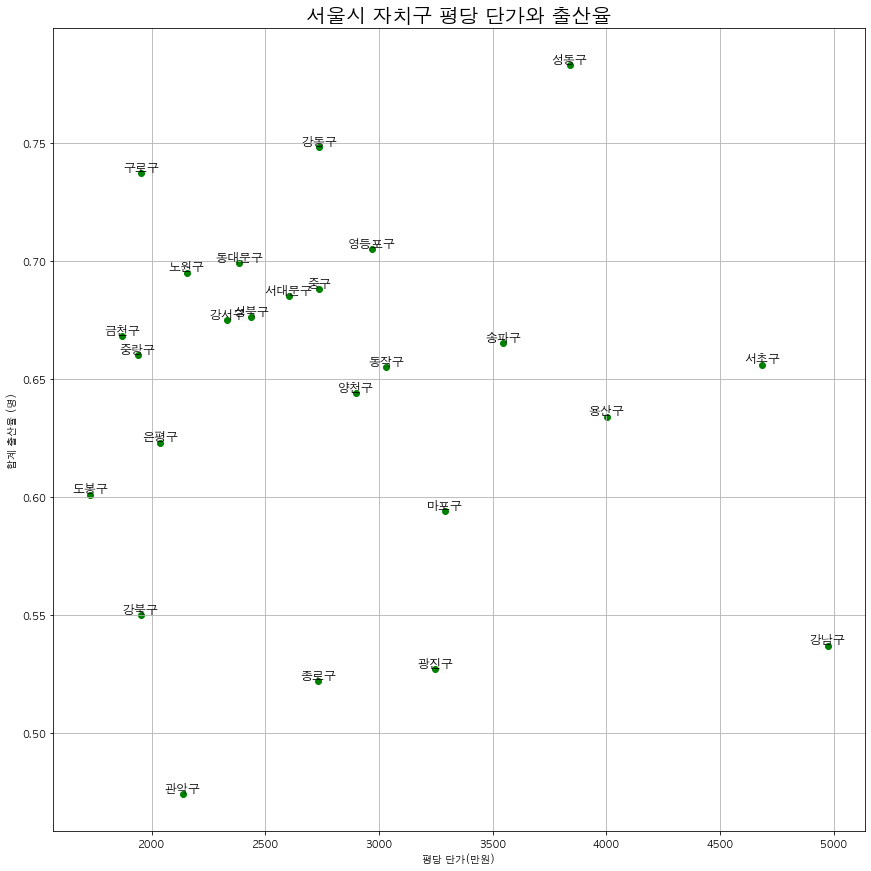 서울시 자치구 평당 단가와 출산율
성동구
강동구
0.75
구로구
영등포구
동대문구
0.70
노원구
중구
서대문구
성북구
강서구
금천구
송파구
중랑구
서초구
동작구
0.65
양천구
용산구
은평구
합계 출산율 (명)
도봉구
0.60
마포구
강북구
0.55
강남구
광진구
종로구
0.50
관악구
2000 2500 3000 3500 4000 4500 5000
평당 단가(만원)